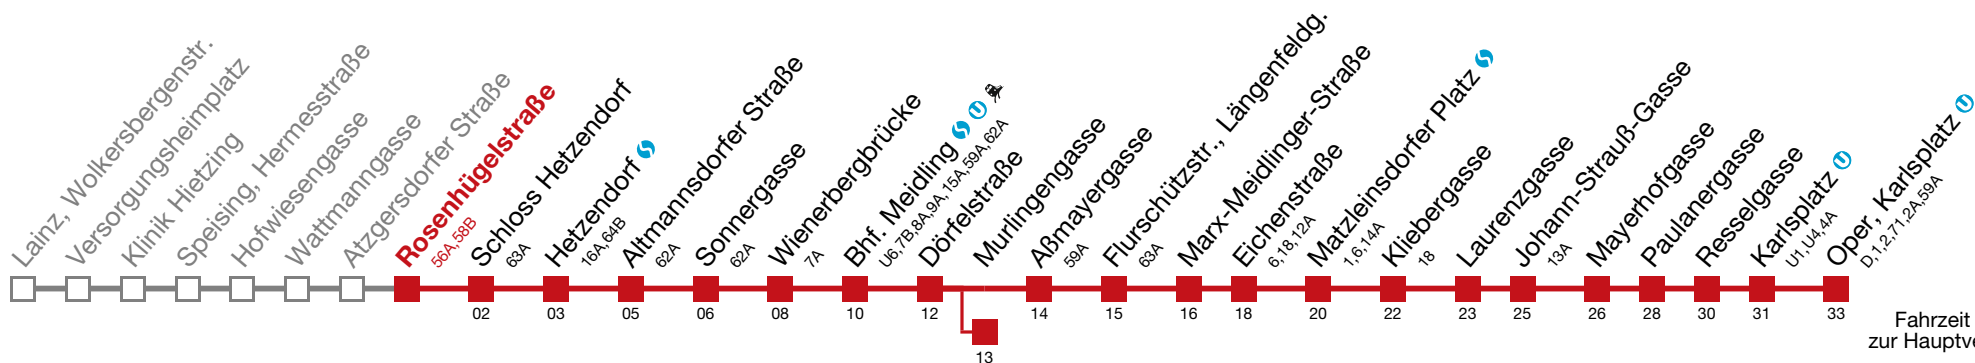 Lainz, Wolkersbergenstr.
Versorgungsheimplatz
Klinik Hietzing
Speising, Hermesstraße
Hofwiesengasse
Wattmanngasse
Atzgersdorfer Straße
Rosenhügelstraße
56A,58B
Schloss Hetzendorf
63A
Hetzendorf
16A,64B
Altmannsdorfer Straße
62A
Sonnergasse
62A
Wienerbergbrücke
7A
Bhf. Meidling
U6,7B,8A,9A,15A,59A,62A
Dörfelstraße
Murlingengasse
Aßmayergasse
59A
Flurschützstr., Längenfeldg.
63A
Marx-Meidlinger-Straße
Eichenstraße
6,18,12A
Matzleinsdorfer Platz
1,6,14A
Kliebergasse
18
Laurenzgasse
Johann-Strauß-Gasse
13A
Mayerhofgasse
Paulanergasse
Resselgasse
Karlsplatz U
U1,U4,4A
Oper, Karlsplatz U
D,1,2,71,2A,59A
02 03 05 06 08 10 12 14 15 16 18 20 22 23 25 26 28 30 31 33
13
Fahrzeit
zur Hauptve